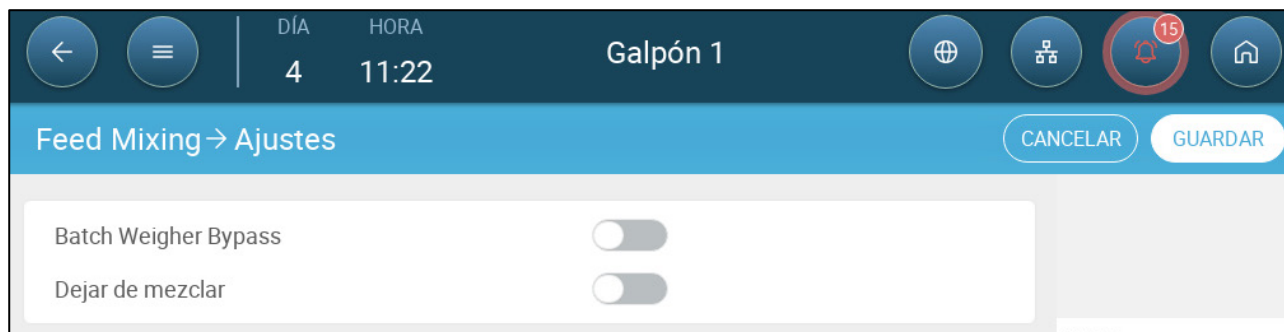 DÍA
HORA
4
11:22
Galpón 1
15
Feed Mixing → Ajustes
CANCELAR
GUARDAR
Batch Weigher Bypass
Dejar de mezclar